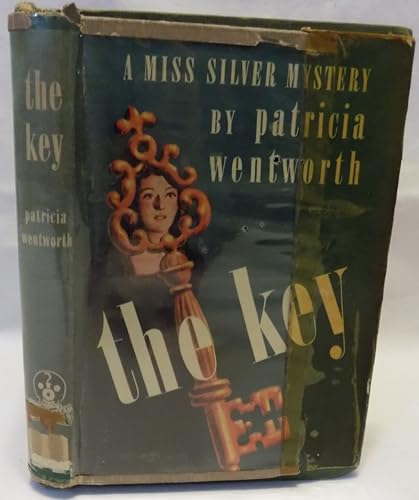 the
key
patricia
wentworth
A MISS SILVER MYSTERY
BY patricia
wentworth
the key